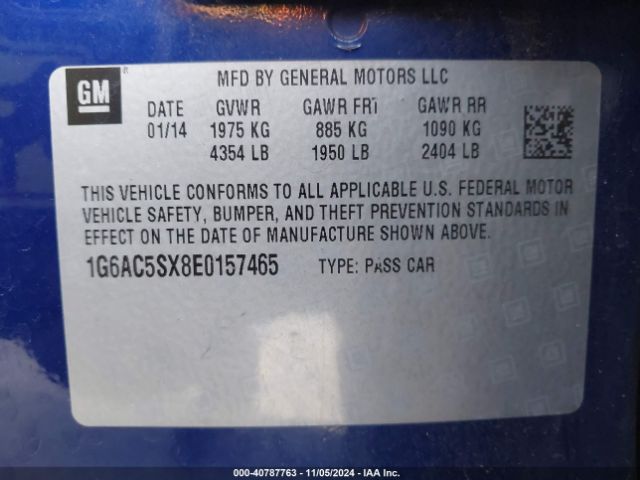 GM ®
MFD BY GENERAL MOTORS LLC
DATE GVWR GAWR FRT GAWR RR
01/14 1975 KG 885 KG 1090 KG
4354 LB 1950 LB 2404 LB
THIS VEHICLE CONFORMS TO ALL APPLICABLE U.S. FEDERAL MOTOR
VEHICLE SAFETY, BUMPER, AND THEFT PREVENTION STANDARDS IN
EFFECT ON THE DATE OF MANUFACTURE SHOWN ABOVE.
1G6AC5SX8E0157465 TYPE: PASS CAR
000-40787763 - 11/05/2024 - IAA Inc.